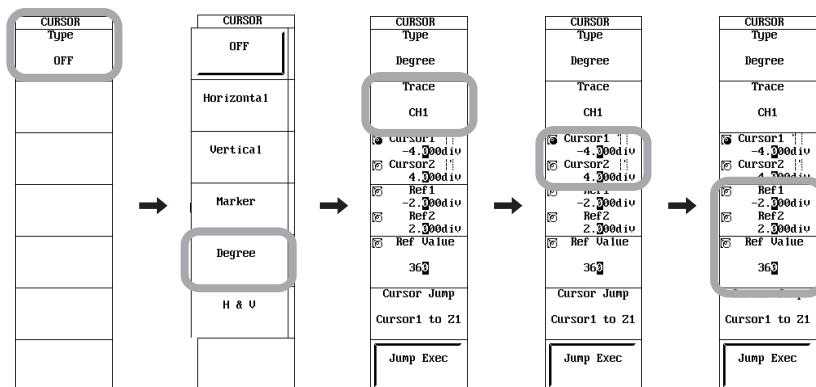 CURSOR
Type
OFF
CURSOR
OFF
Horizontal
Vertical
Marker
Degree
H & V
CURSOR
Type
Degree
Trace
CH1
Cursor1
-4.000div
Cursor2
4.000div
Ref1
-2.000div
Ref2
2.000div
Ref Value
360
Cursor Jump
Cursor1 to Z1
Jump Exec
CURSOR
Type
Degree
Trace
CH1
Cursor1
-4.000div
Cursor2
4.000div
Ref1
-2.000div
Ref2
2.000div
Ref Value
360
Cursor Jump
Cursor1 to Z1
Jump Exec
CURSOR
Type
Degree
Trace
CH1
Cursor1
-4.000div
Cursor2
4.000div
Ref1
-2.000div
Ref2
2.000div
Ref Value
360
Cursor1 to Z1
Jump Exec